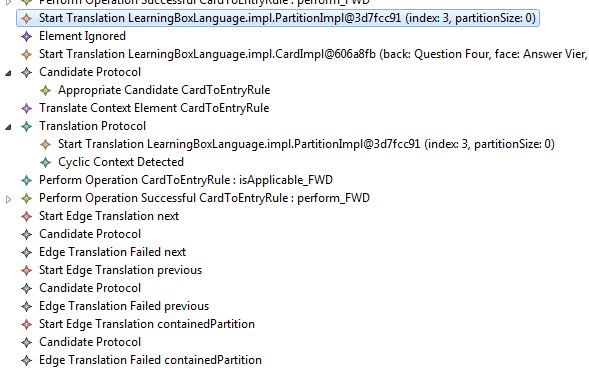 Perform Operation Successful CardToEntryRule : perform_FWD
Start Translation LearningBoxLanguage.impl.PartitionImpl@3d7fcc91 (index: 3, partitionSize: 0)
Element Ignored
Start Translation LearningBoxLanguage.impl.CardImpl@606a8fb (back: Question Four, face: Answer Vier,
Candidate Protocol
Appropriate Candidate CardToEntryRule
Translate Context Element CardToEntryRule
Translation Protocol
Start Translation LearningBoxLanguage.impl.PartitionImpl@3d7fcc91 (index: 3, partitionSize: 0)
Cyclic Context Detected
Perform Operation CardToEntryRule : isApplicable_FWD
Perform Operation Successful CardToEntryRule : perform_FWD
Start Edge Translation next
Candidate Protocol
Edge Translation Failed next
Start Edge Translation previous
Candidate Protocol
Edge Translation Failed previous
Start Edge Translation containedPartition
Candidate Protocol
Edge Translation Failed containedPartition